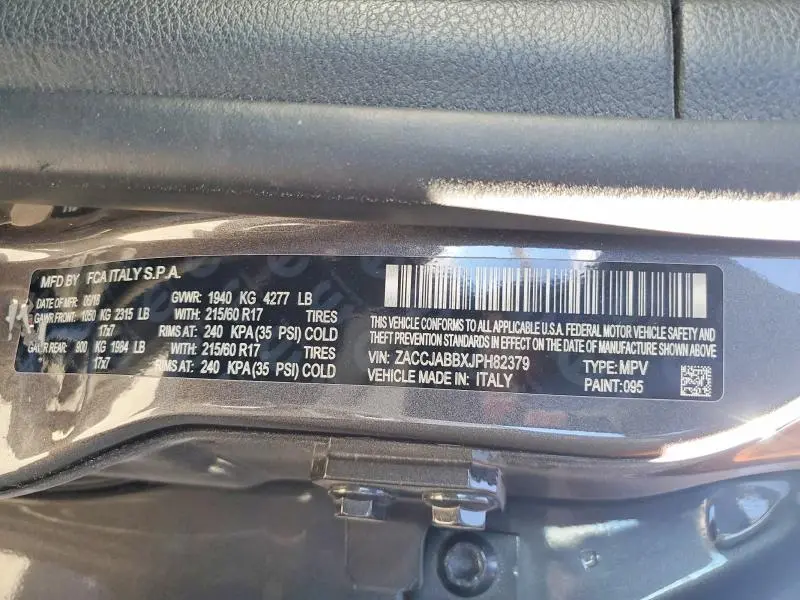 MFD BY FCA ITALY S.P.A.
DATE OF MFR: 06/18 GVWR: 1940 KG 4277 LB
GAWR FRONT: 1050 KG 2315 LB WITH: 215/60 R17 TIRES
17x7 RIMS AT: 240 KPA (35 PSI) COLD
GAWR REAR: 900 KG 1984 LB WITH: 215/60 R17 TIRES
17x7 RIMS AT: 240 KPA (35 PSI) COLD
THIS VEHICLE CONFORMS TO ALL APPLICABLE U.S.A. FEDERAL MOTOR VEHICLE SAFETY AND
THEFT PREVENTION STANDARDS IN EFFECT ON THE DATE OF MANUFACTURE SHOWN ABOVE.
VIN: ZACCJABBXJPH82379 TYPE: MPV
VEHICLE MADE IN: ITALY PAINT: 095